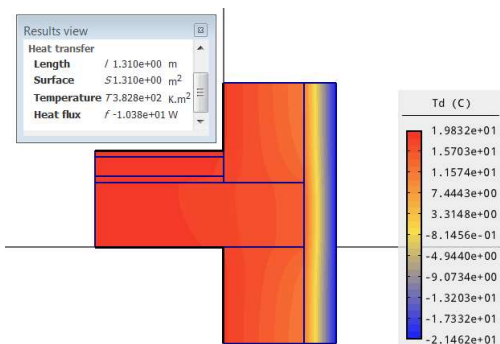 Results view
Heat transfer
Length l 1.310e+00 m
Surface S 1.310e+00 m²
Temperature T 3.828e+02 K.m²
Heat flux f -1.038e+01 W
Td (C)
1.9832e+01
1.5703e+01
1.1574e+01
7.4443e+00
3.3148e+00
-8.1456e-01
-4.9440e+00
-9.0734e+00
-1.3203e+01
-1.7332e+01
-2.1462e+01